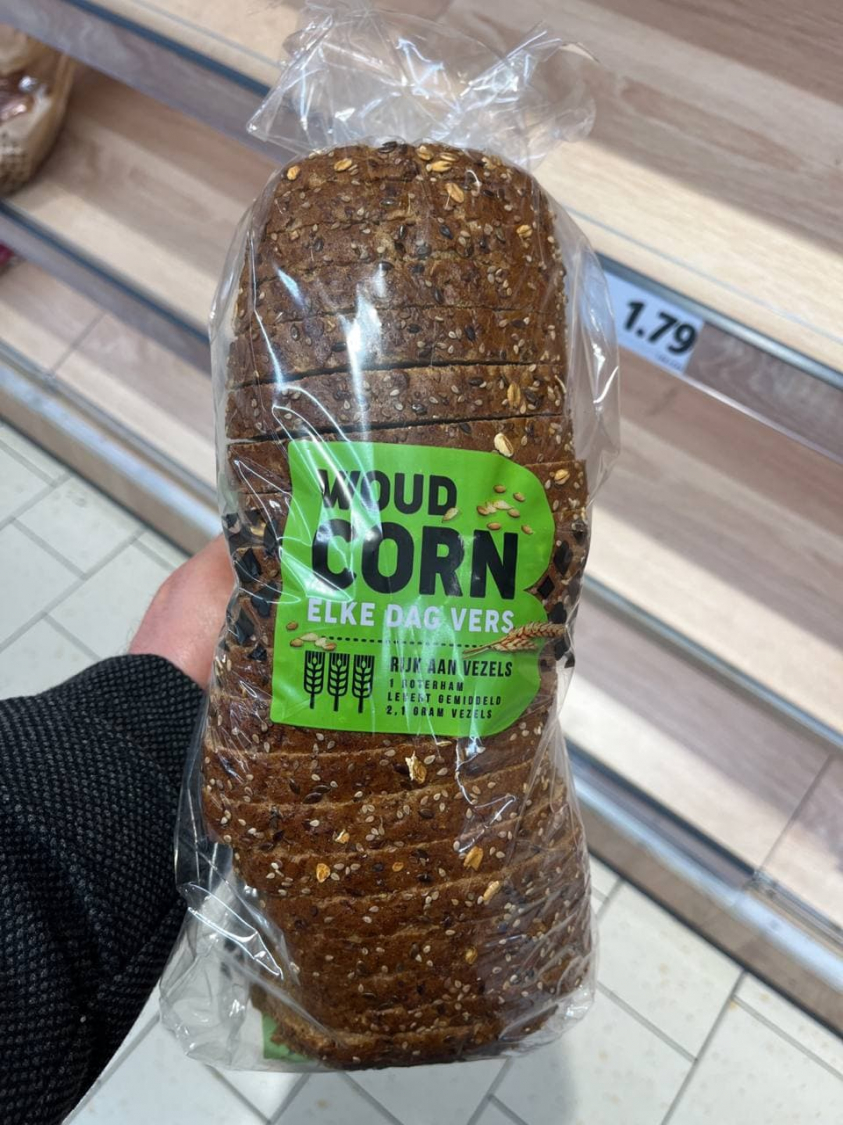 1.79
WOUD
CORN
ELKE DAG VERS
RIJK AAN VEZELS
1 BOTERHAM
LEVERT GEMIDDELD
2,1 GRAM VEZELS